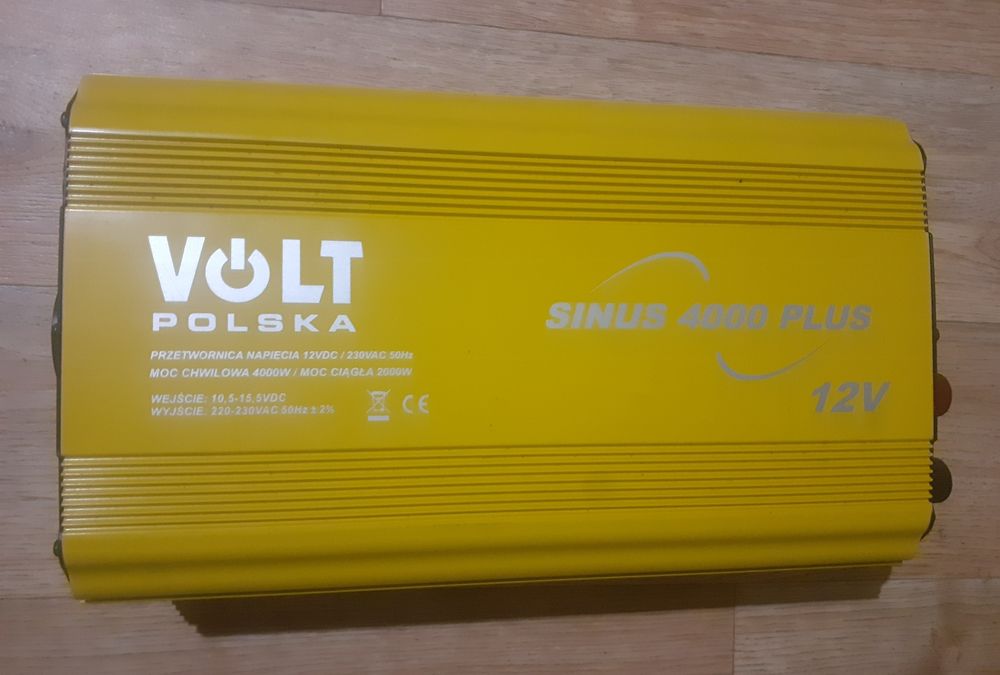 VOLT
POLSKA
PRZETWORNICA NAPIECIA 12VDC / 230VAC 50Hz
MOC CHWILOWA 4000W / MOC CIĄGŁA 2000W
WEJŚCIE: 10,5-15,5VDC
WYJŚCIE: 220-230VAC 50Hz ± 2%
CE
SINUS 4000 PLUS
12V